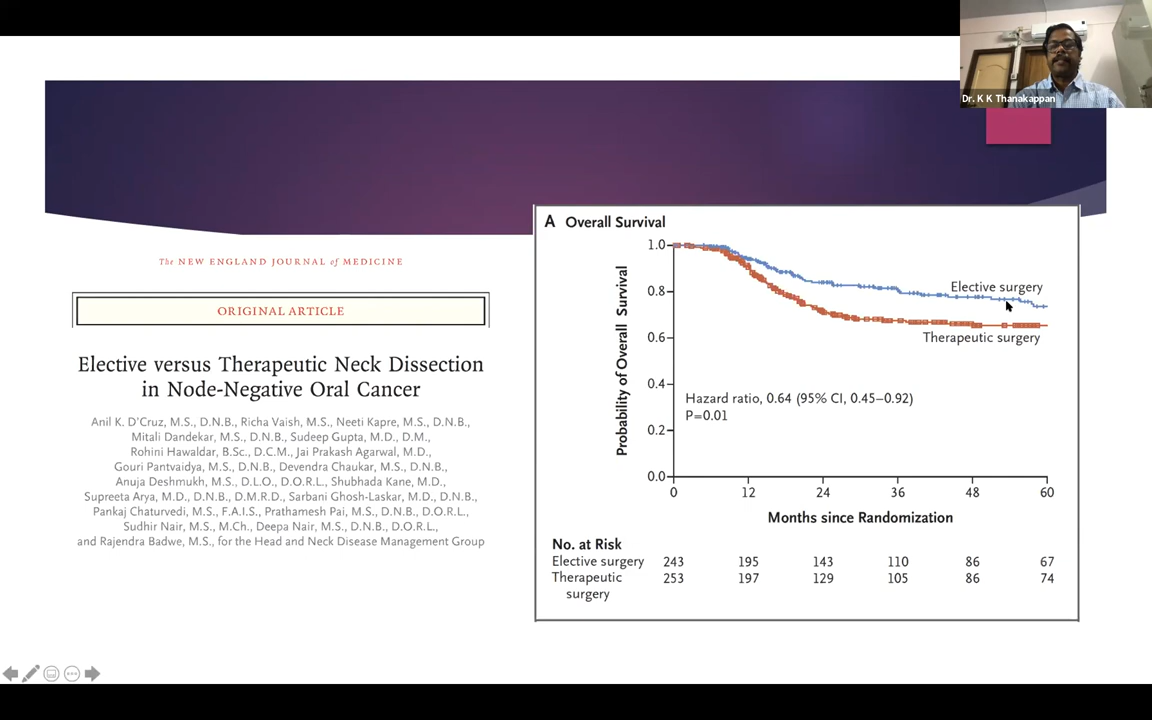 Dr. K K Thanakappan
The NEW ENGLAND JOURNAL of MEDICINE
ORIGINAL ARTICLE
Elective versus Therapeutic Neck Dissection
in Node-Negative Oral Cancer
Anil K. D'Cruz, M.S., D.N.B., Richa Vaish, M.S., Neeti Kapre, M.S., D.N.B.,
Mitali Dandekar, M.S., D.N.B., Sudeep Gupta, M.D., D.M.,
Rohini Hawaldar, B.Sc., D.C.M., Jai Prakash Agarwal, M.D.,
Gouri Pantvaidya, M.S., D.N.B., Devendra Chaukar, M.S., D.N.B.,
Anuja Deshmukh, M.S., D.L.O., D.O.R.L., Shubhada Kane, M.D.,
Supreeta Arya, M.D., D.N.B., D.M.R.D., Sarbani Ghosh-Laskar, M.D., D.N.B.,
Pankaj Chaturvedi, M.S., F.A.I.S., Prathamesh Pai, M.S., D.N.B., D.O.R.L.,
Sudhir Nair, M.S., M.Ch., Deepa Nair, M.S., D.N.B., D.O.R.L.,
and Rajendra Badwe, M.S., for the Head and Neck Disease Management Group
A Overall Survival
Probability of Overall Survival
1.0
0.8
0.6
0.4
0.2
0.0
Elective surgery
Therapeutic surgery
Hazard ratio, 0.64 (95% CI, 0.45–0.92)
P=0.01
0 12 24 36 48 60
Months since Randomization
No. at Risk
Elective surgery 243 195 143 110 86 67
Therapeutic 253 197 129 105 86 74
surgery